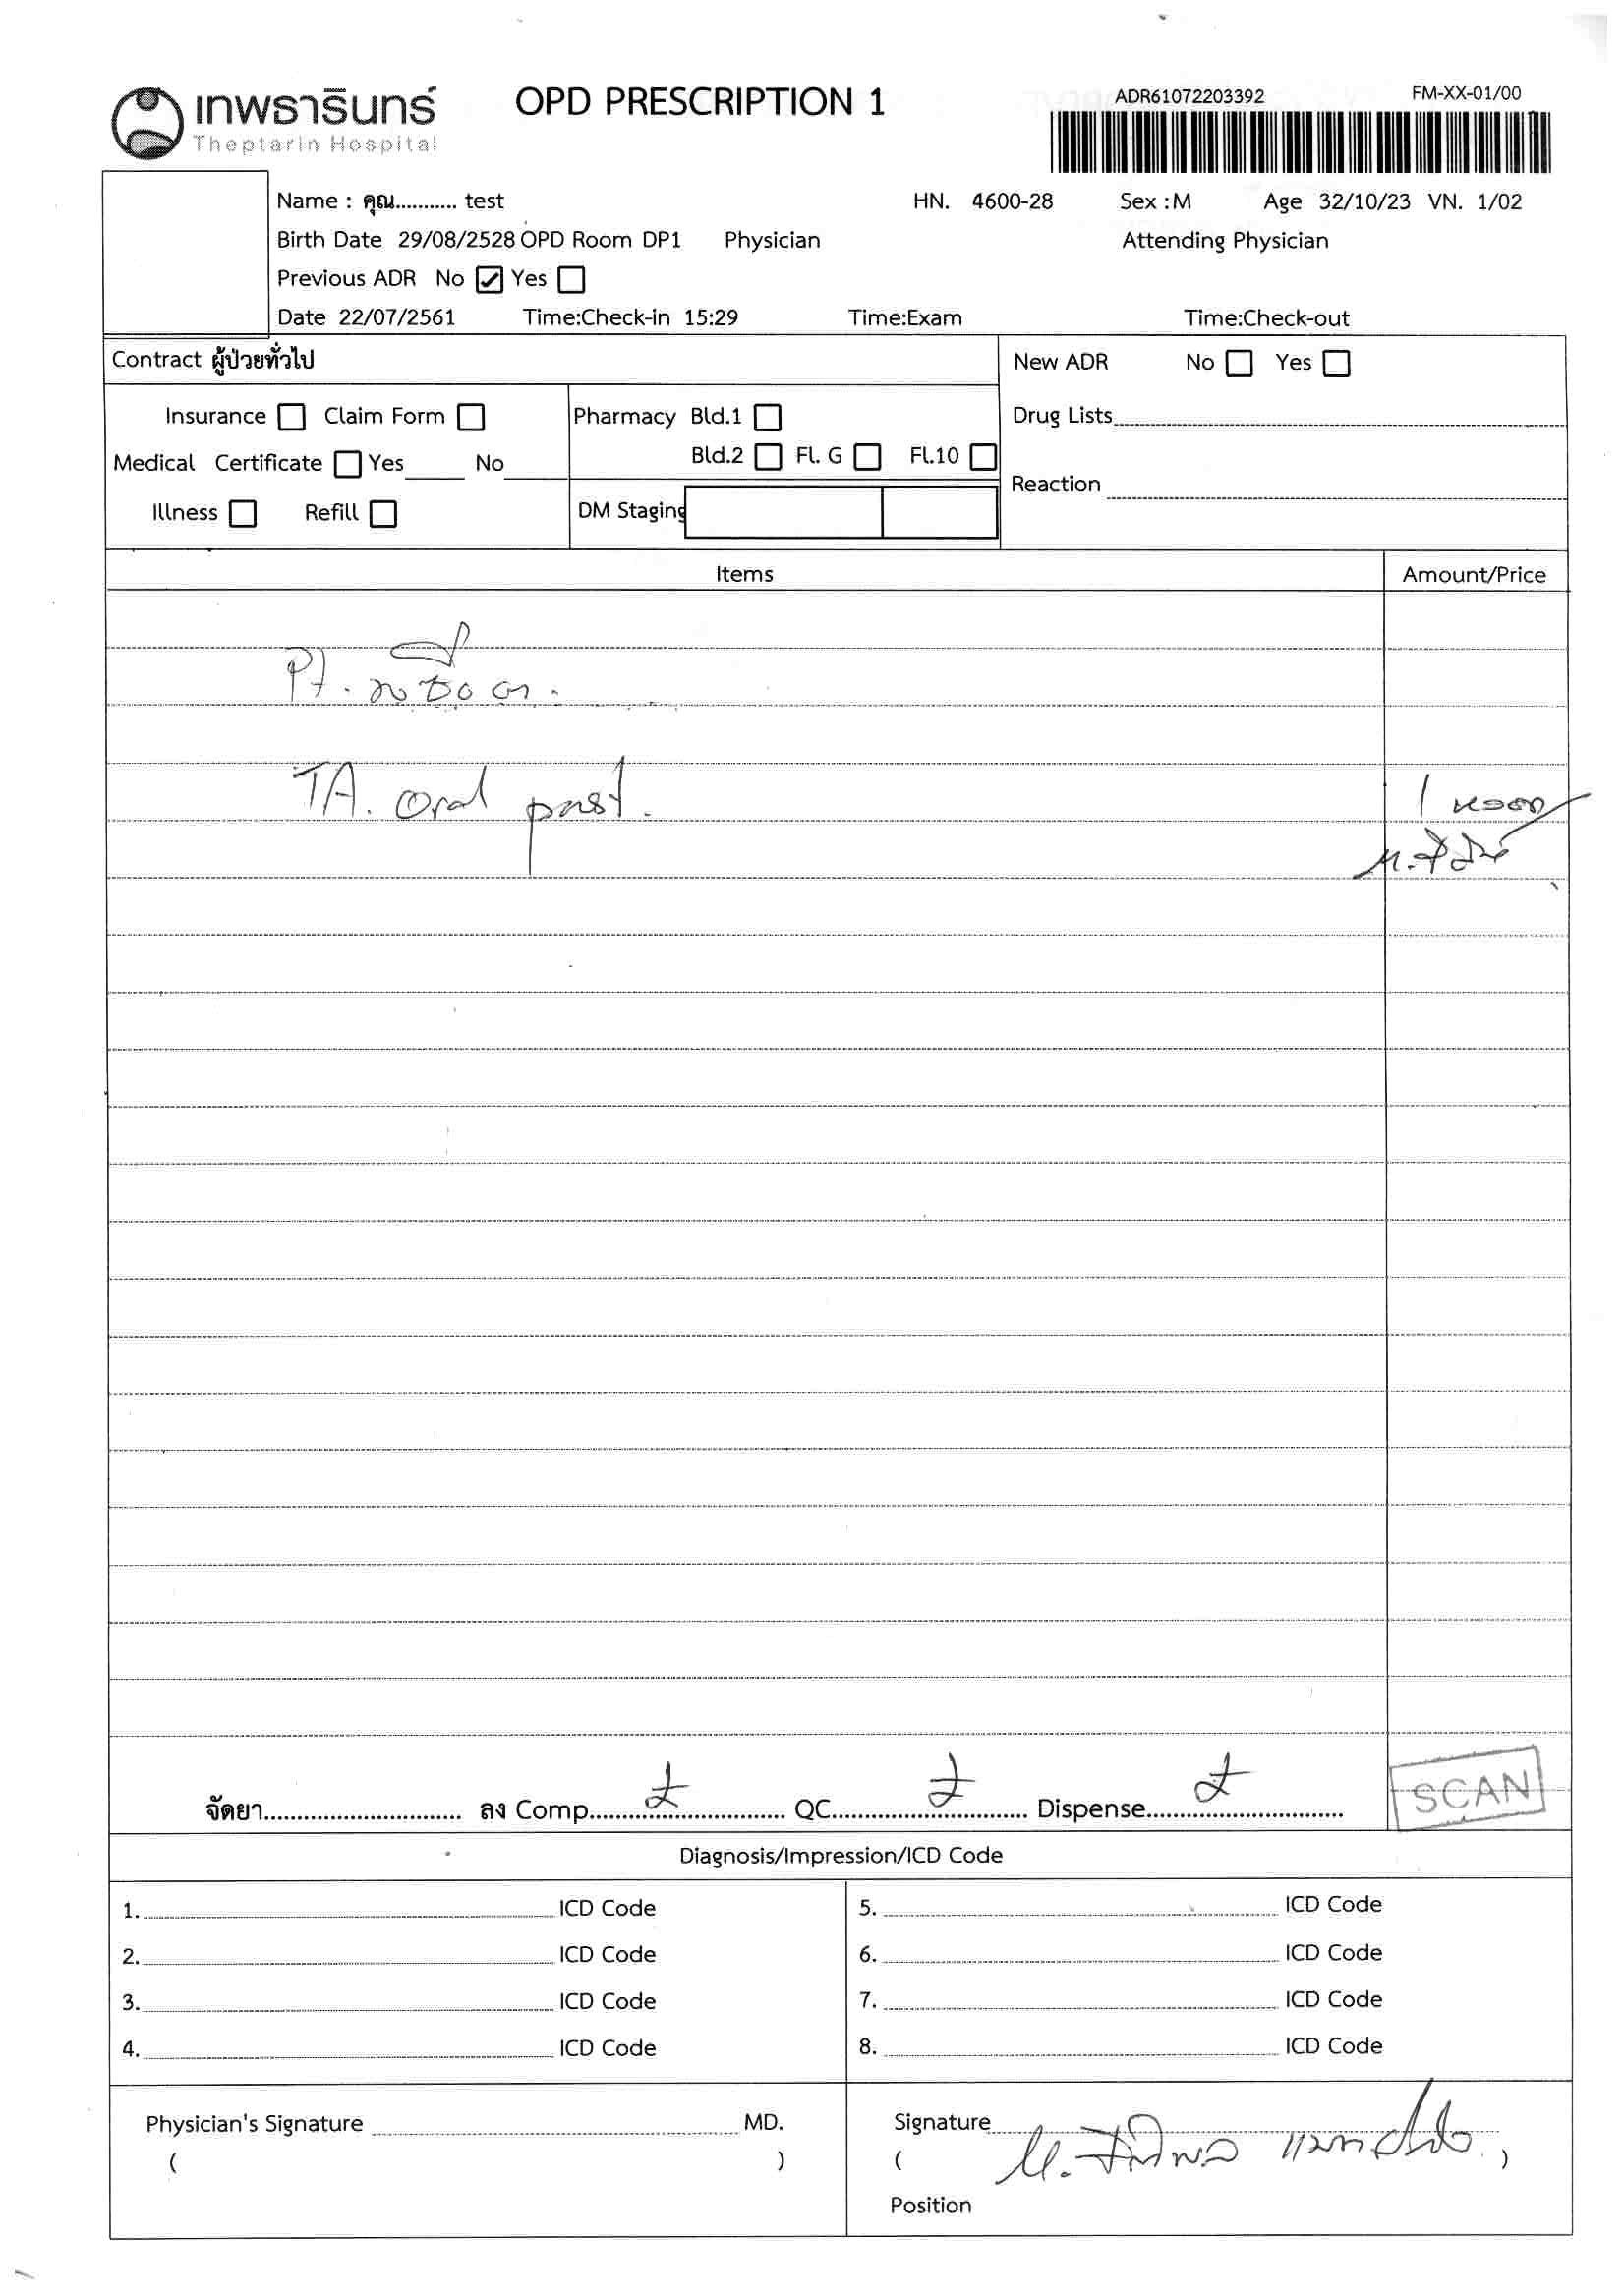 เทพธารินทร์
Theptarin Hospital
OPD PRESCRIPTION 1
ADR61072203392
FM-XX-01/00
Name : คุณ........... test HN. 4600-28 Sex :M Age 32/10/23 VN. 1/02
Birth Date 29/08/2528 OPD Room DP1 Physician Attending Physician
Previous ADR No ☑ Yes ☐
Date 22/07/2561 Time:Check-in 15:29 Time:Exam Time:Check-out
Contract ผู้ป่วยทั่วไป New ADR No ☐ Yes ☐
Insurance ☐ Claim Form ☐ Pharmacy Bld.1 ☐ Drug Lists
Medical Certificate ☐ Yes No Bld.2 ☐ Fl. G ☐ Fl.10 ☐
Reaction
Illness ☐ Refill ☐ DM Staging
Items Amount/Price
Pt. ขอซื้อยา.
TA. Oral past. 1 หลอด
จัดยา............................ ลง Comp............................ QC............................ Dispense............................
SCAN
Diagnosis/Impression/ICD Code
1. ICD Code 5. ICD Code
2. ICD Code 6. ICD Code
3. ICD Code 7. ICD Code
4. ICD Code 8. ICD Code
Physician's Signature MD. Signature
( ) ( )
Position